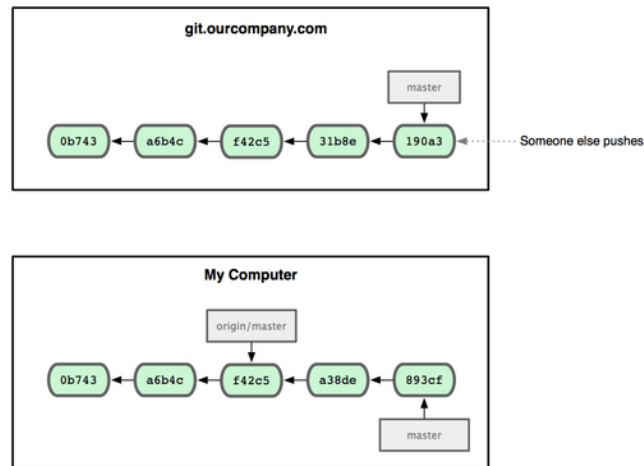 git.ourcompany.com
master
0b743 a6b4c f42c5 31b8e 190a3 Someone else pushes
My Computer
origin/master
0b743 a6b4c f42c5 a38de 893cf
master